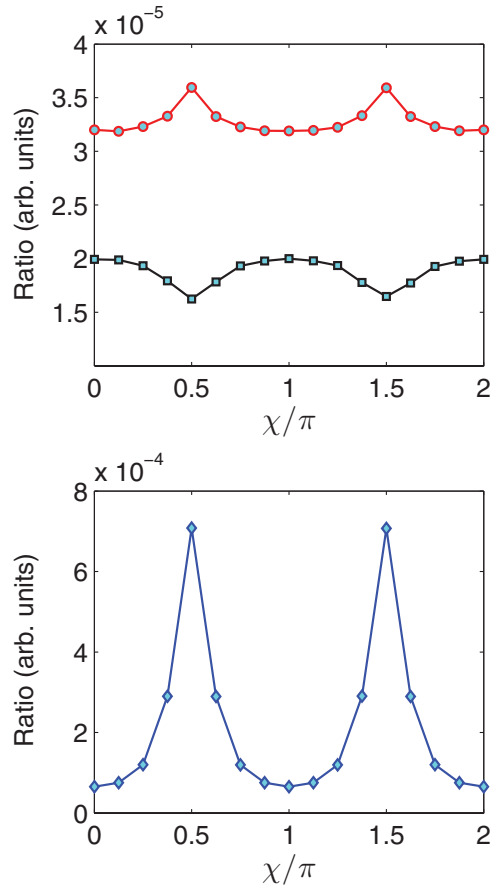 x 10⁻⁵
4
3.5
3
2.5
2
1.5
Ratio (arb. units)
0 0.5 1 1.5 2
χ/π
x 10⁻⁴
8
6
4
2
0
Ratio (arb. units)
0 0.5 1 1.5 2
χ/π